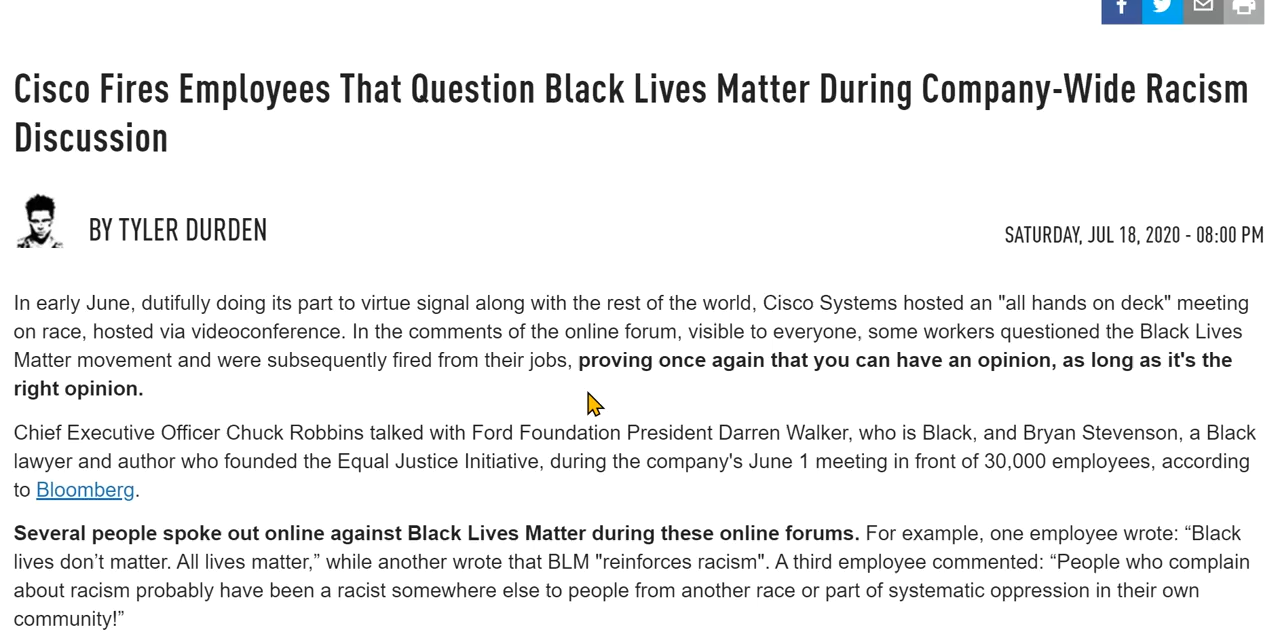 Cisco Fires Employees That Question Black Lives Matter During Company-Wide Racism
Discussion
BY TYLER DURDEN
SATURDAY, JUL 18, 2020 - 08:00 PM
In early June, dutifully doing its part to virtue signal along with the rest of the world, Cisco Systems hosted an "all hands on deck" meeting
on race, hosted via videoconference. In the comments of the online forum, visible to everyone, some workers questioned the Black Lives
Matter movement and were subsequently fired from their jobs, proving once again that you can have an opinion, as long as it's the
right opinion.
Chief Executive Officer Chuck Robbins talked with Ford Foundation President Darren Walker, who is Black, and Bryan Stevenson, a Black
lawyer and author who founded the Equal Justice Initiative, during the company's June 1 meeting in front of 30,000 employees, according
to Bloomberg.
Several people spoke out online against Black Lives Matter during these online forums. For example, one employee wrote: “Black
lives don’t matter. All lives matter,” while another wrote that BLM "reinforces racism". A third employee commented: “People who complain
about racism probably have been a racist somewhere else to people from another race or part of systematic oppression in their own
community!”